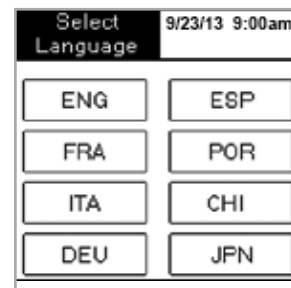 Select
Language
9/23/13 9:00am
ENG
ESP
FRA
POR
ITA
CHI
DEU
JPN